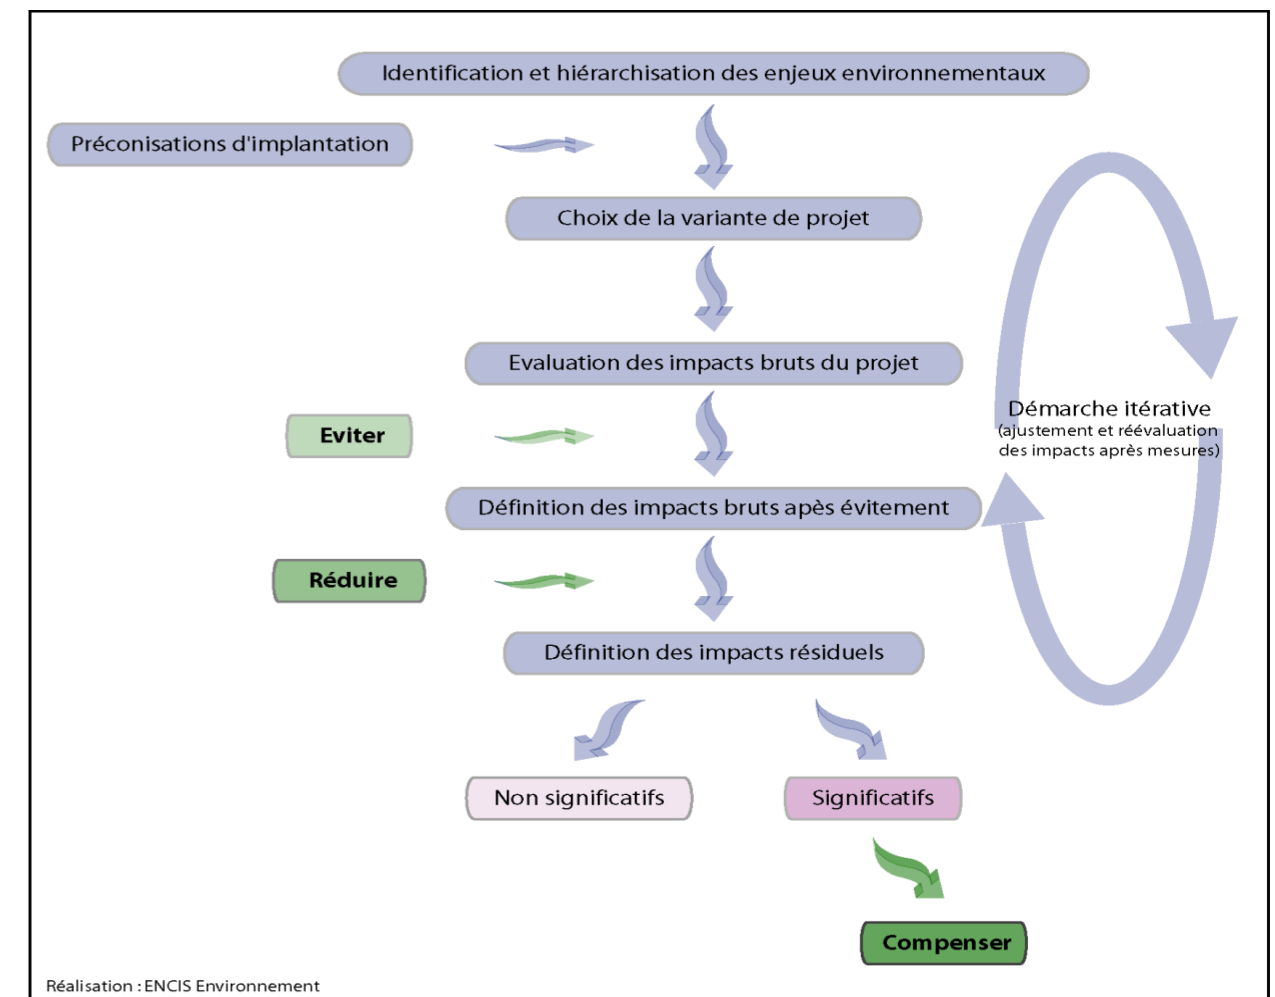 Identification et hiérarchisation des enjeux environnementaux
Préconisations d'implantation
Choix de la variante de projet
Evaluation des impacts bruts du projet
Démarche itérative
(ajustement et réévaluation
des impacts après mesures)
Eviter
Définition des impacts bruts apès évitement
Réduire
Définition des impacts résiduels
Non significatifs
Significatifs
Compenser
Réalisation : ENCIS Environnement